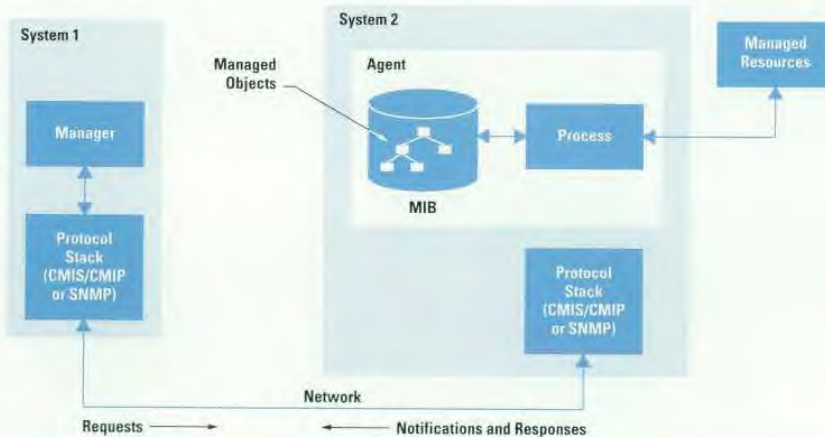 System 1
Manager
Protocol
Stack
(CMIS/CMIP
or SNMP)
System 2
Agent
Managed
Objects
MIB
Process
Managed
Resources
Protocol
Stack
(CMIS/CMIP
or SNMP)
Network
Requests
Notifications and Responses